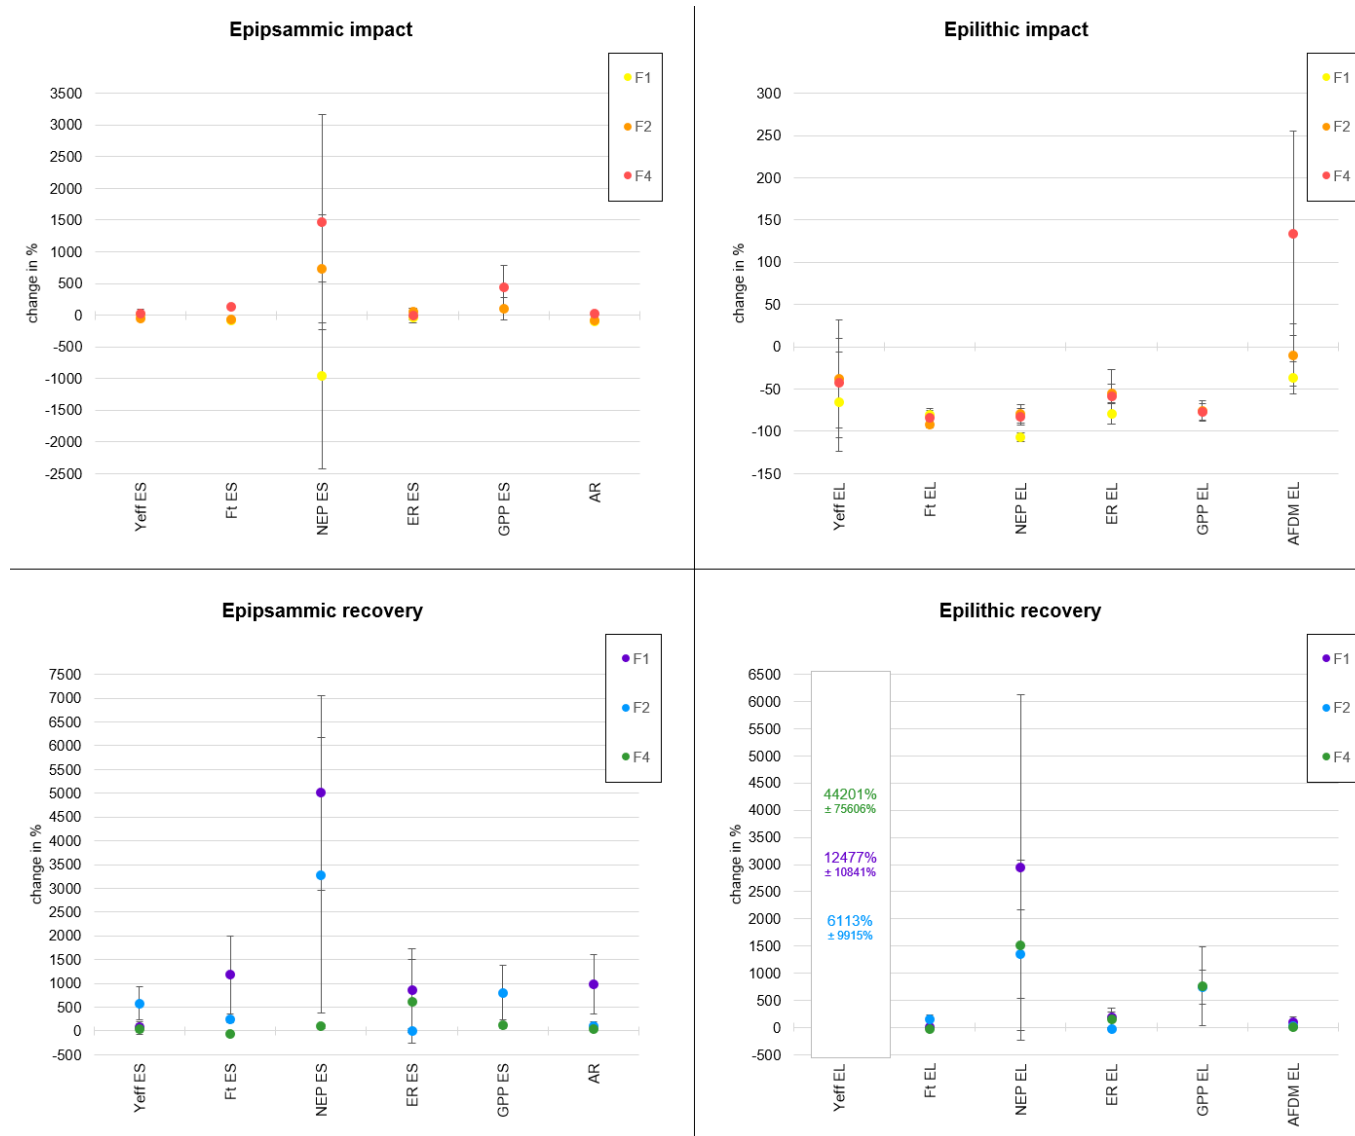 Epipsammic impact
F1
F2
F4
3500
3000
2500
2000
1500
1000
500
0
-500
-1000
-1500
-2000
-2500
change in %
Yeff ES
Ft ES
NEP ES
ER ES
GPP ES
AR
Epilithic impact
F1
F2
F4
300
250
200
150
100
50
0
-50
-100
-150
change in %
Yeff EL
Ft EL
NEP EL
ER EL
GPP EL
AFDM EL
Epipsammic recovery
F1
F2
F4
7500
7000
6500
6000
5500
5000
4500
4000
3500
3000
2500
2000
1500
1000
500
0
-500
change in %
Yeff ES
Ft ES
NEP ES
ER ES
GPP ES
AR
Epilithic recovery
F1
F2
F4
6500
6000
5500
5000
4500
4000
3500
3000
2500
2000
1500
1000
500
0
-500
change in %
44201%
± 75606%
12477%
± 10841%
6113%
± 9915%
Yeff EL
Ft EL
NEP EL
ER EL
GPP EL
AFDM EL